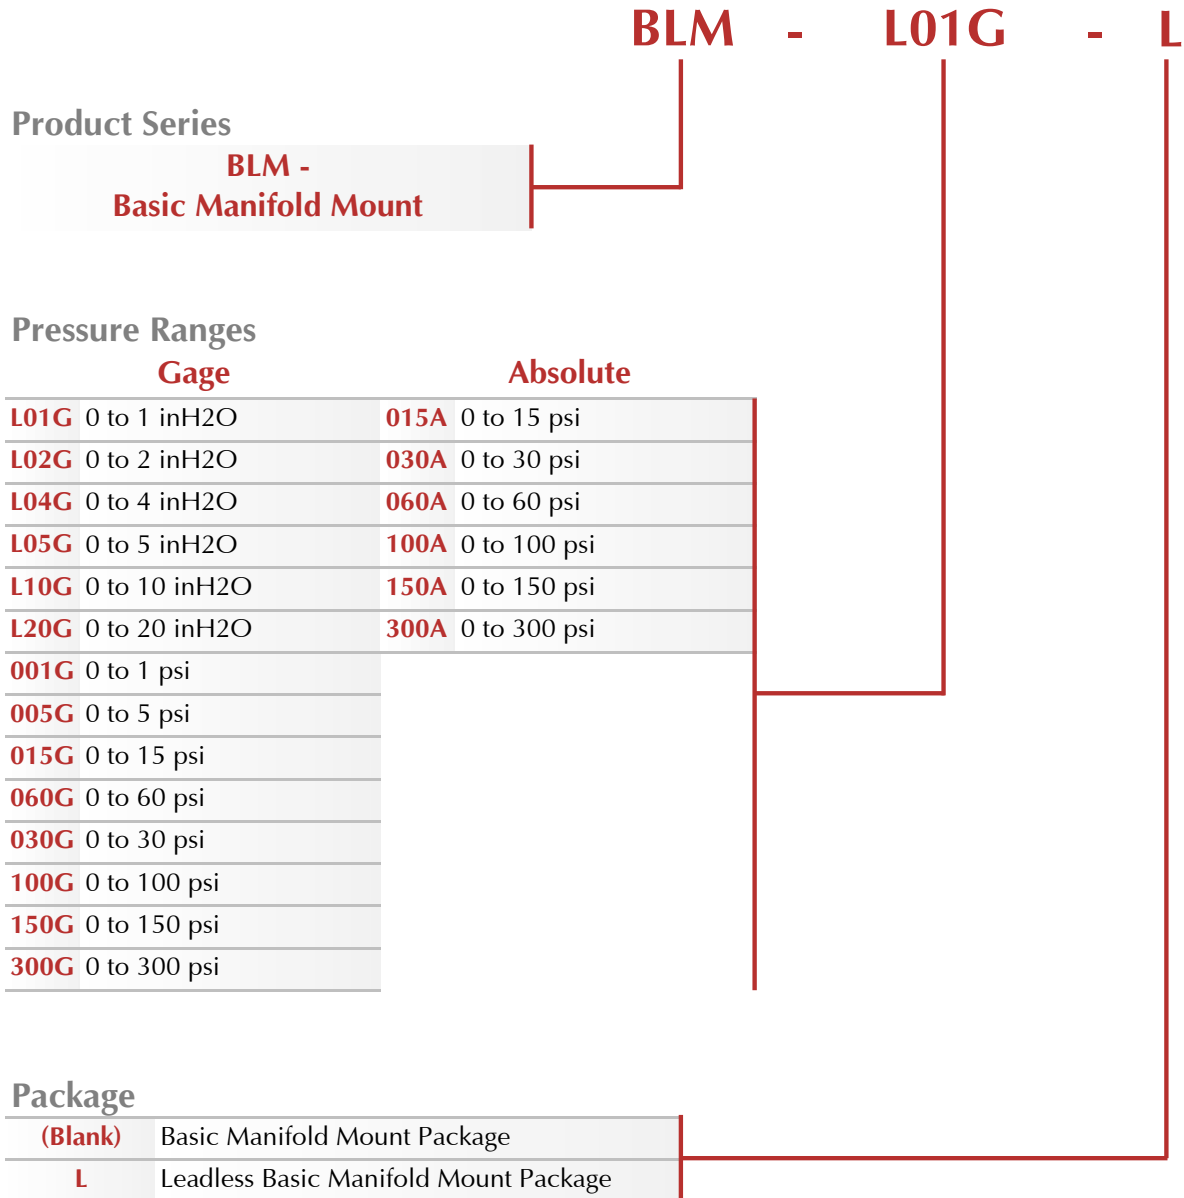 BLM - L01G - L
Product Series
BLM -
Basic Manifold Mount
Pressure Ranges
Gage Absolute
L01G 0 to 1 inH2O 015A 0 to 15 psi
L02G 0 to 2 inH2O 030A 0 to 30 psi
L04G 0 to 4 inH2O 060A 0 to 60 psi
L05G 0 to 5 inH2O 100A 0 to 100 psi
L10G 0 to 10 inH2O 150A 0 to 150 psi
L20G 0 to 20 inH2O 300A 0 to 300 psi
001G 0 to 1 psi
005G 0 to 5 psi
015G 0 to 15 psi
060G 0 to 60 psi
030G 0 to 30 psi
100G 0 to 100 psi
150G 0 to 150 psi
300G 0 to 300 psi
Package
(Blank) Basic Manifold Mount Package
L Leadless Basic Manifold Mount Package